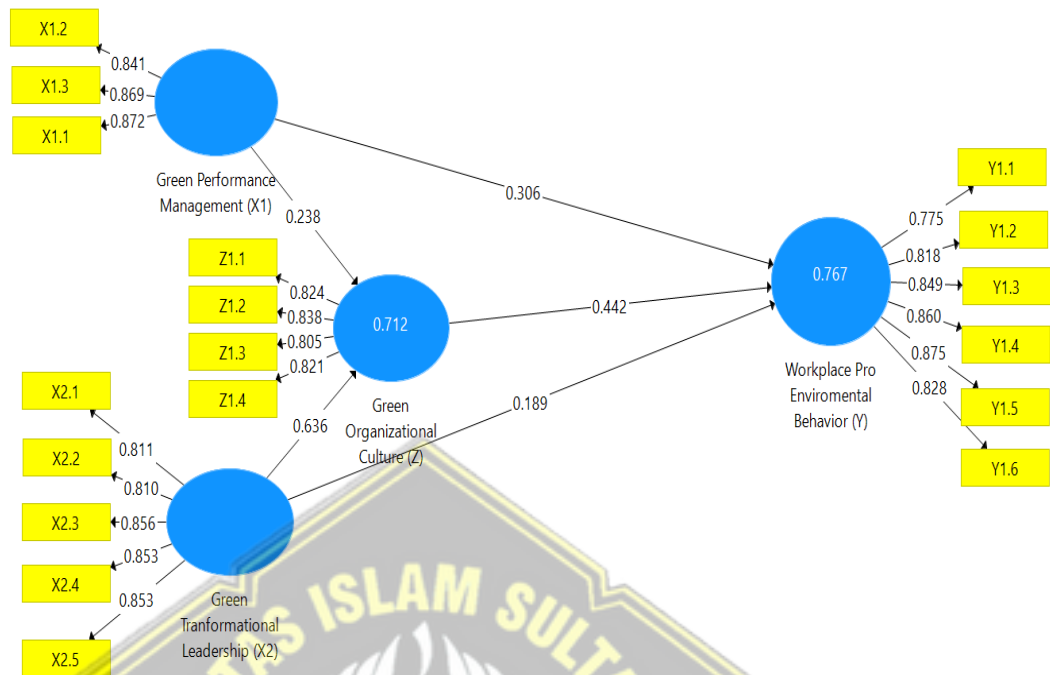 X1.2
0.841
X1.3
0.869
X1.1
0.872
Green Performance
Management (X1)
0.306
0.238
Z1.1
0.824
Z1.2
0.838
Z1.3
0.805
Z1.4
0.821
0.712
Green
Organizational
Culture (Z)
0.442
0.636
0.189
0.767
Workplace Pro
Enviromental
Behavior (Y)
Y1.1
0.775
Y1.2
0.818
Y1.3
0.849
Y1.4
0.860
Y1.5
0.875
Y1.6
0.828
X2.1
0.811
X2.2
0.810
X2.3
0.856
X2.4
0.853
X2.5
0.853
Green
Tranformational
Leadership (X2)
ISLAM